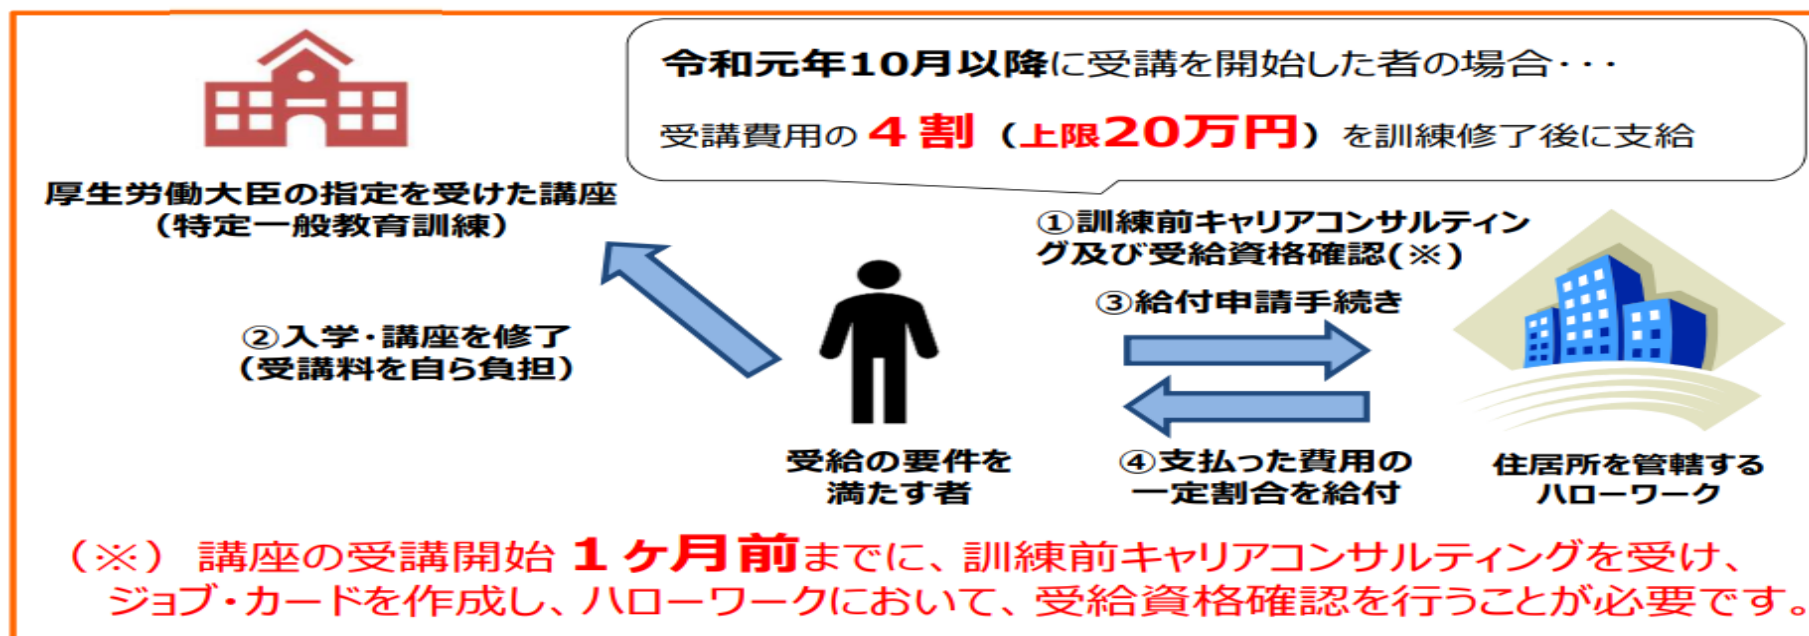 令和元年10月以降に受講を開始した者の場合･･･
受講費用の４割（上限20万円）を訓練修了後に支給
厚生労働大臣の指定を受けた講座
（特定一般教育訓練）
①訓練前キャリアコンサルティン
グ及び受給資格確認(※)
③給付申請手続き
②入学･講座を修了
（受講料を自ら負担）
受給の要件を
満たす者
④支払った費用の
一定割合を給付
住居所を管轄する
ハローワーク
（※） 講座の受講開始１ヶ月前までに、訓練前キャリアコンサルティングを受け、
ジョブ・カードを作成し、ハローワークにおいて、受給資格確認を行うことが必要です。